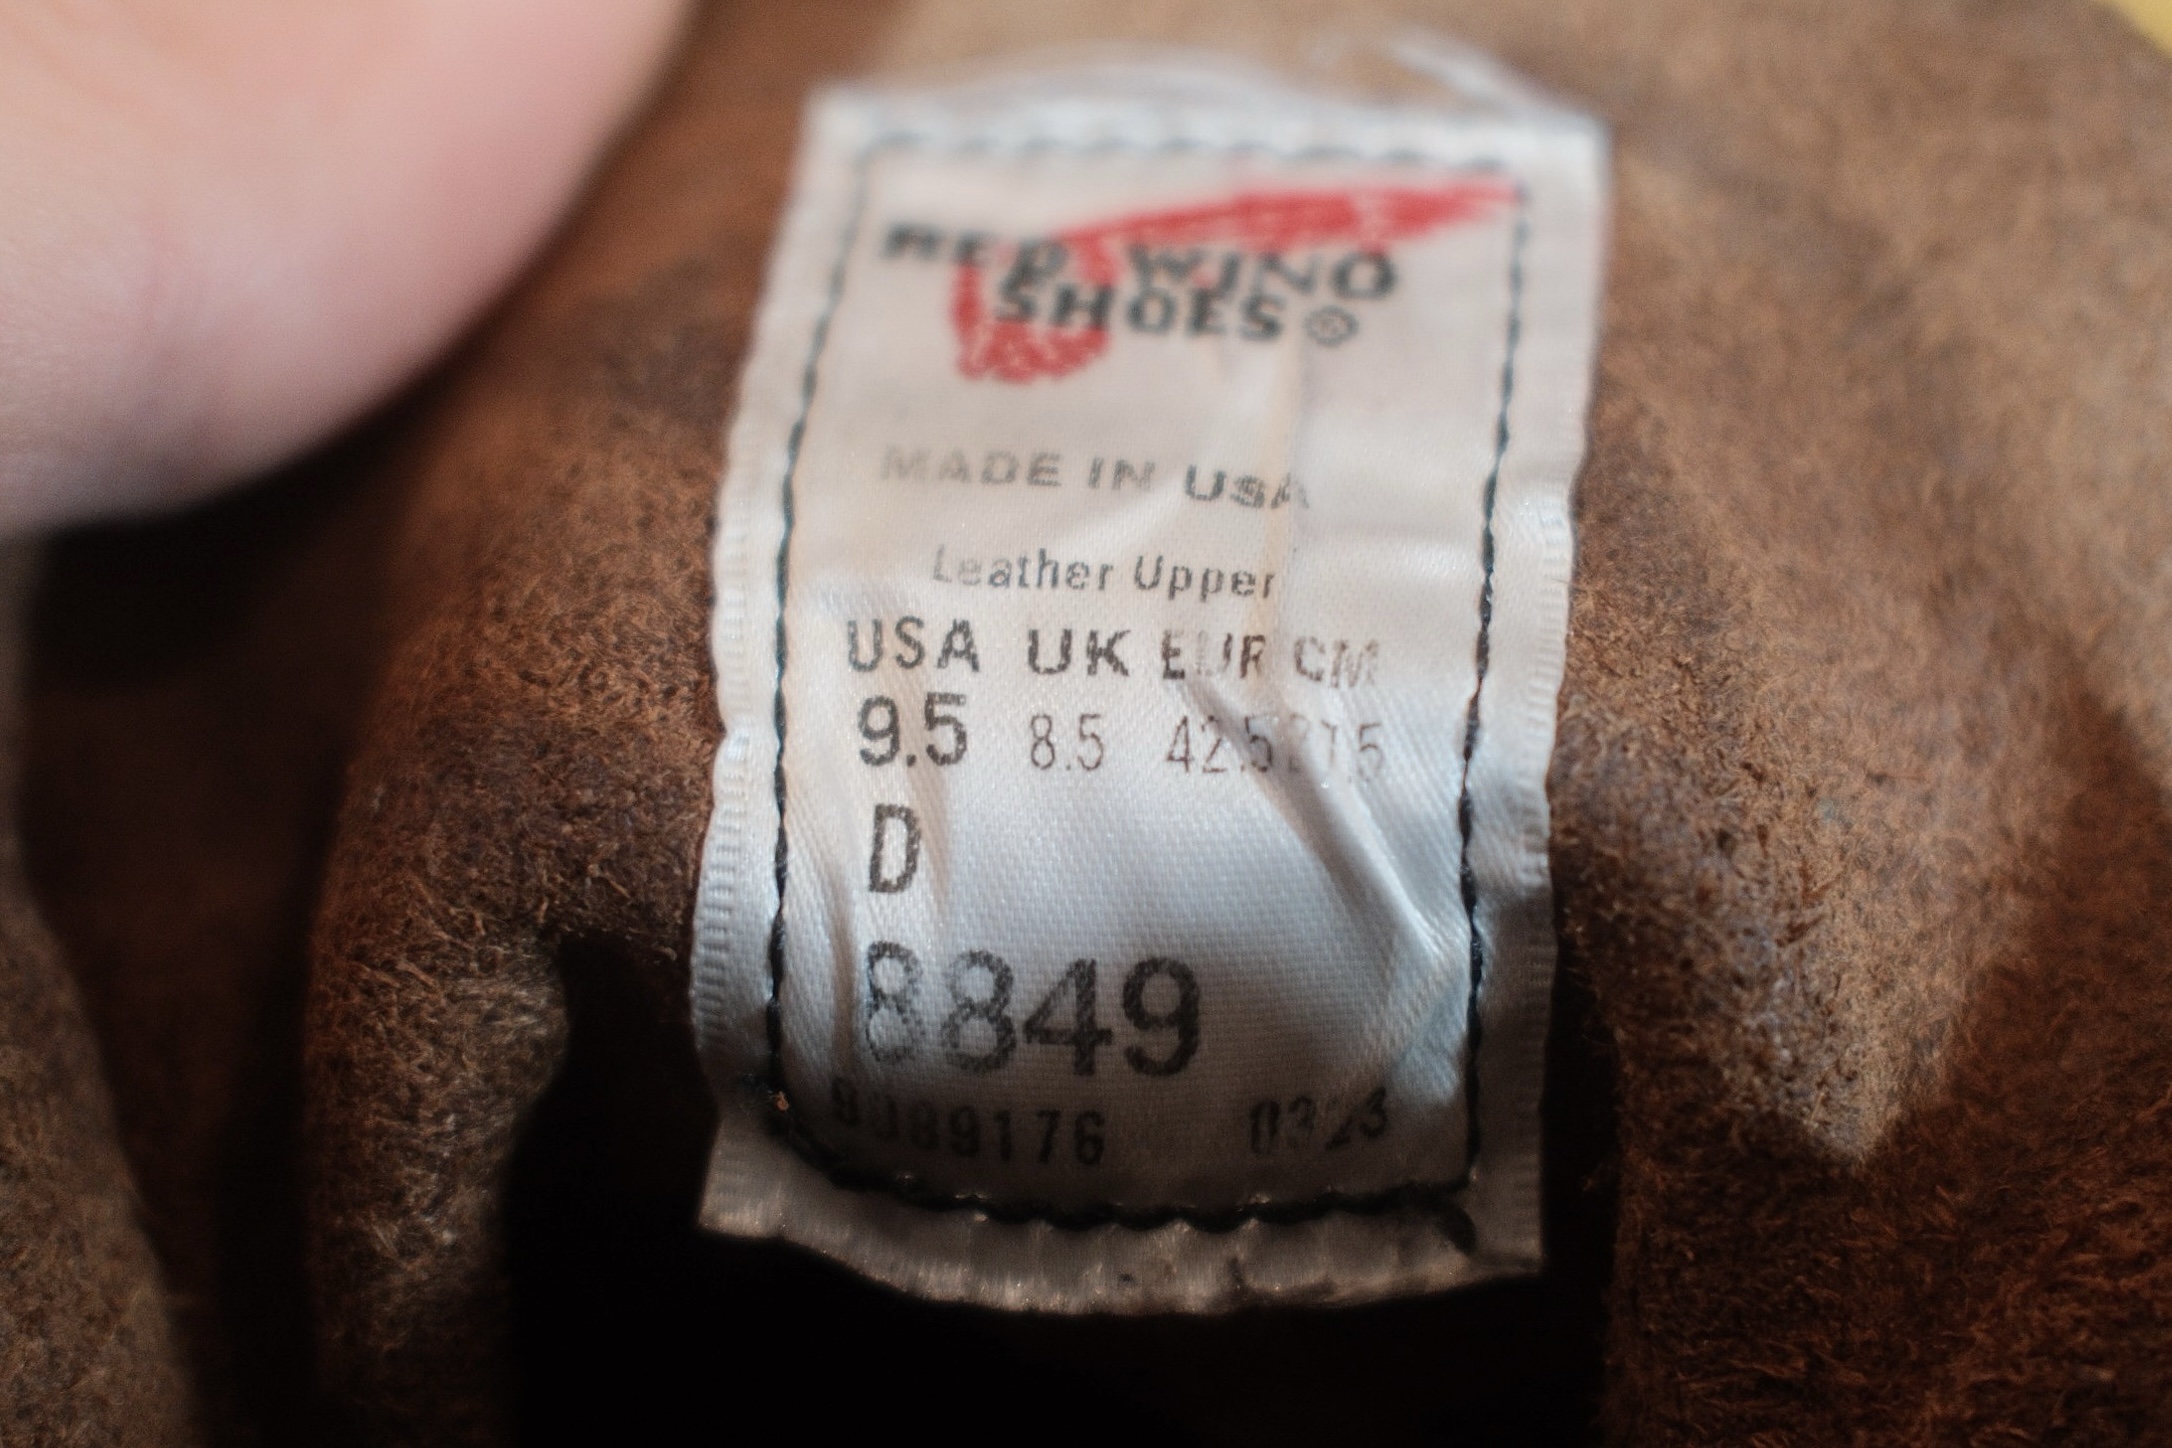 RED WING
SHOES ®
MADE IN USA
Leather Upper
USA UK EUR CM
9.5 8.5 42.5 27.5
D
8849